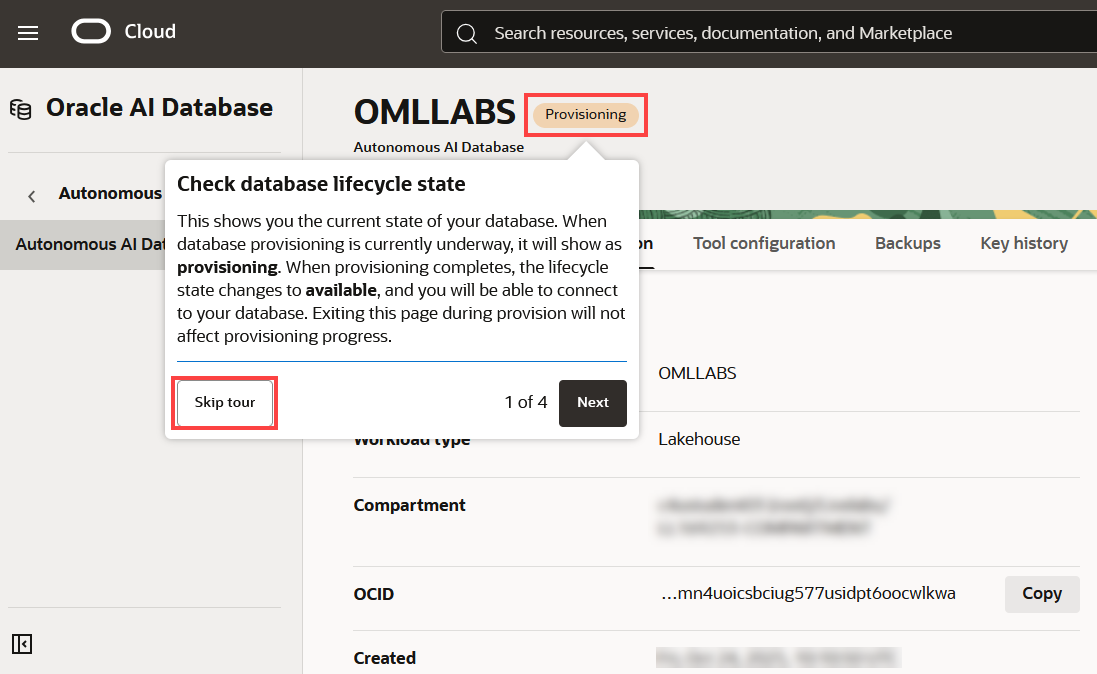 Cloud
Search resources, services, documentation, and Marketplace
Oracle AI Database
Autonomous
Autonomous AI Dat
OMLLABS Provisioning
Autonomous AI Database
Check database lifecycle state
This shows you the current state of your database. When
database provisioning is currently underway, it will show as
provisioning. When provisioning completes, the lifecycle
state changes to available, and you will be able to connect
to your database. Exiting this page during provision will not
affect provisioning progress.
Skip tour 1 of 4 Next
on Tool configuration Backups Key history
OMLLABS
Workload type Lakehouse
Compartment
OCID ...mn4uoicsbciug577usidpt6oocwlkwa Copy
Created